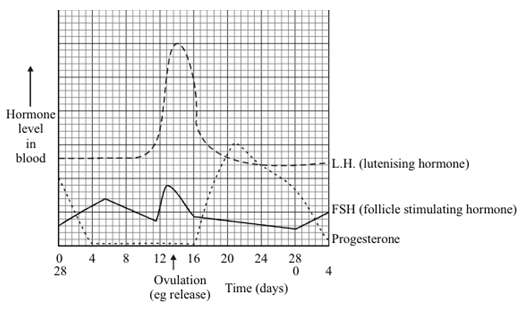 Hormone
level
in
blood
L.H. (lutenising hormone)
FSH (follicle stimulating hormone)
Progesterone
0 4 8 12 16 20 24 28 4
28 0
Ovulation
(eg release)
Time (days)